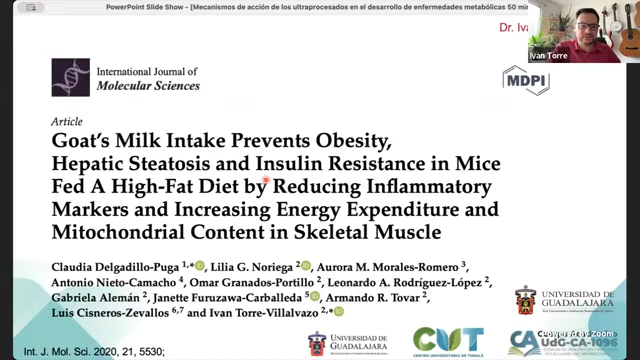 PowerPoint Slide Show - [Mecanismos de acción de los ultraprocesados en el desarrollo de enfermedades metabólicas 50 min
Dr. Iva
Ivan Torre
International Journal of
Molecular Sciences
MDPI
Article
Goat's Milk Intake Prevents Obesity,
Hepatic Steatosis and Insulin Resistance in Mice
Fed A High-Fat Diet by Reducing Inflammatory
Markers and Increasing Energy Expenditure and
Mitochondrial Content in Skeletal Muscle
Claudia Delgadillo-Puga 1,*, Lilia G. Noriega 2, Aurora M. Morales-Romero 3,
Antonio Nieto-Camacho 4, Omar Granados-Portillo 2, Leonardo A. Rodríguez-López 2,
Gabriela Alemán 2, Janette Furuzawa-Carballeda 5, Armando R. Tovar 2,
Luis Cisneros-Zevallos 6,7 and Ivan Torre-Villalvazo 2,*
UNIVERSIDAD DE
GUADALAJARA
Int. J. Mol. Sci. 2020, 21, 5530;
UNIVERSIDAD DE
GUADALAJARA
CUT
CENTRO UNIVERSITARIO DE TONALÁ
CA
UdG-CA-1096
Zoom